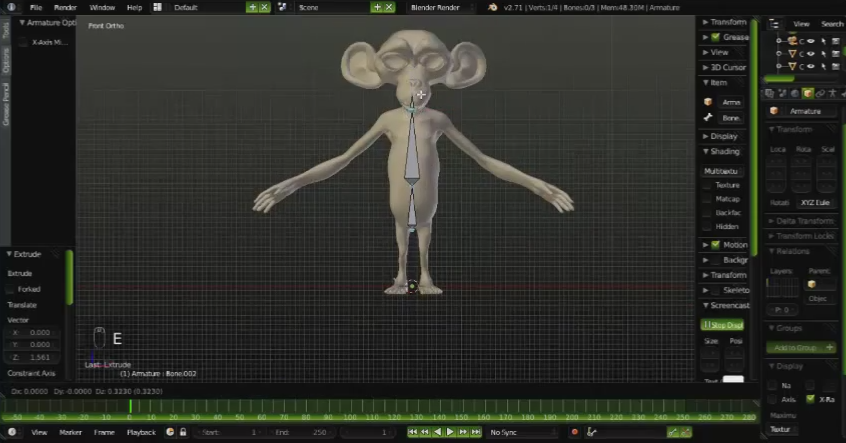 File Render Window Help
Default
Scene
Blender Render
v2.71 | Verts:1/4 | Bones:0/3 | Mem:48.30M | Armature
Armature Opti
X-Axis Mi...
Tools
Options
Grease Pencil
Front Ortho
Transform
Grease
View
3D Cursor
Item
Arma
Bone.
Display
Shading
Multitextu
Texture
Matcap
Backfac
Hidden
Motion
Backgr
Transform
Skeleto
Screencast
Stop Displ
Size Posi
View Search
C
C
C
Armature
Transform
Loca Rota Scal
Rotati XYZ Eule
Delta Transform
Transform Locks
Relations
Layers: Parent
Objec
P: 0
Groups
Add to Group
Display
Na
Axis X-Ra
Maximu
Textur
Extrude
Extrude
Forked
Translate
Vector
X: 0.000
Y: 0.000
Z: 1.561
Constraint Axis
E
Last: Extrude
(1) Armature : Bone.002
Dx: 0.0000 Dy: -0.0000 Dz: 0.3230 (0.3230)
-50 -40 -30 -20 -10 0 10 20 30 40 50 60 70 80 90 100 110 120 130 140 150 160 170 180 190 200 210 220 230 240 250 260 270 280
View Marker Frame Playback Start: 1 End: 250 1 No Sync